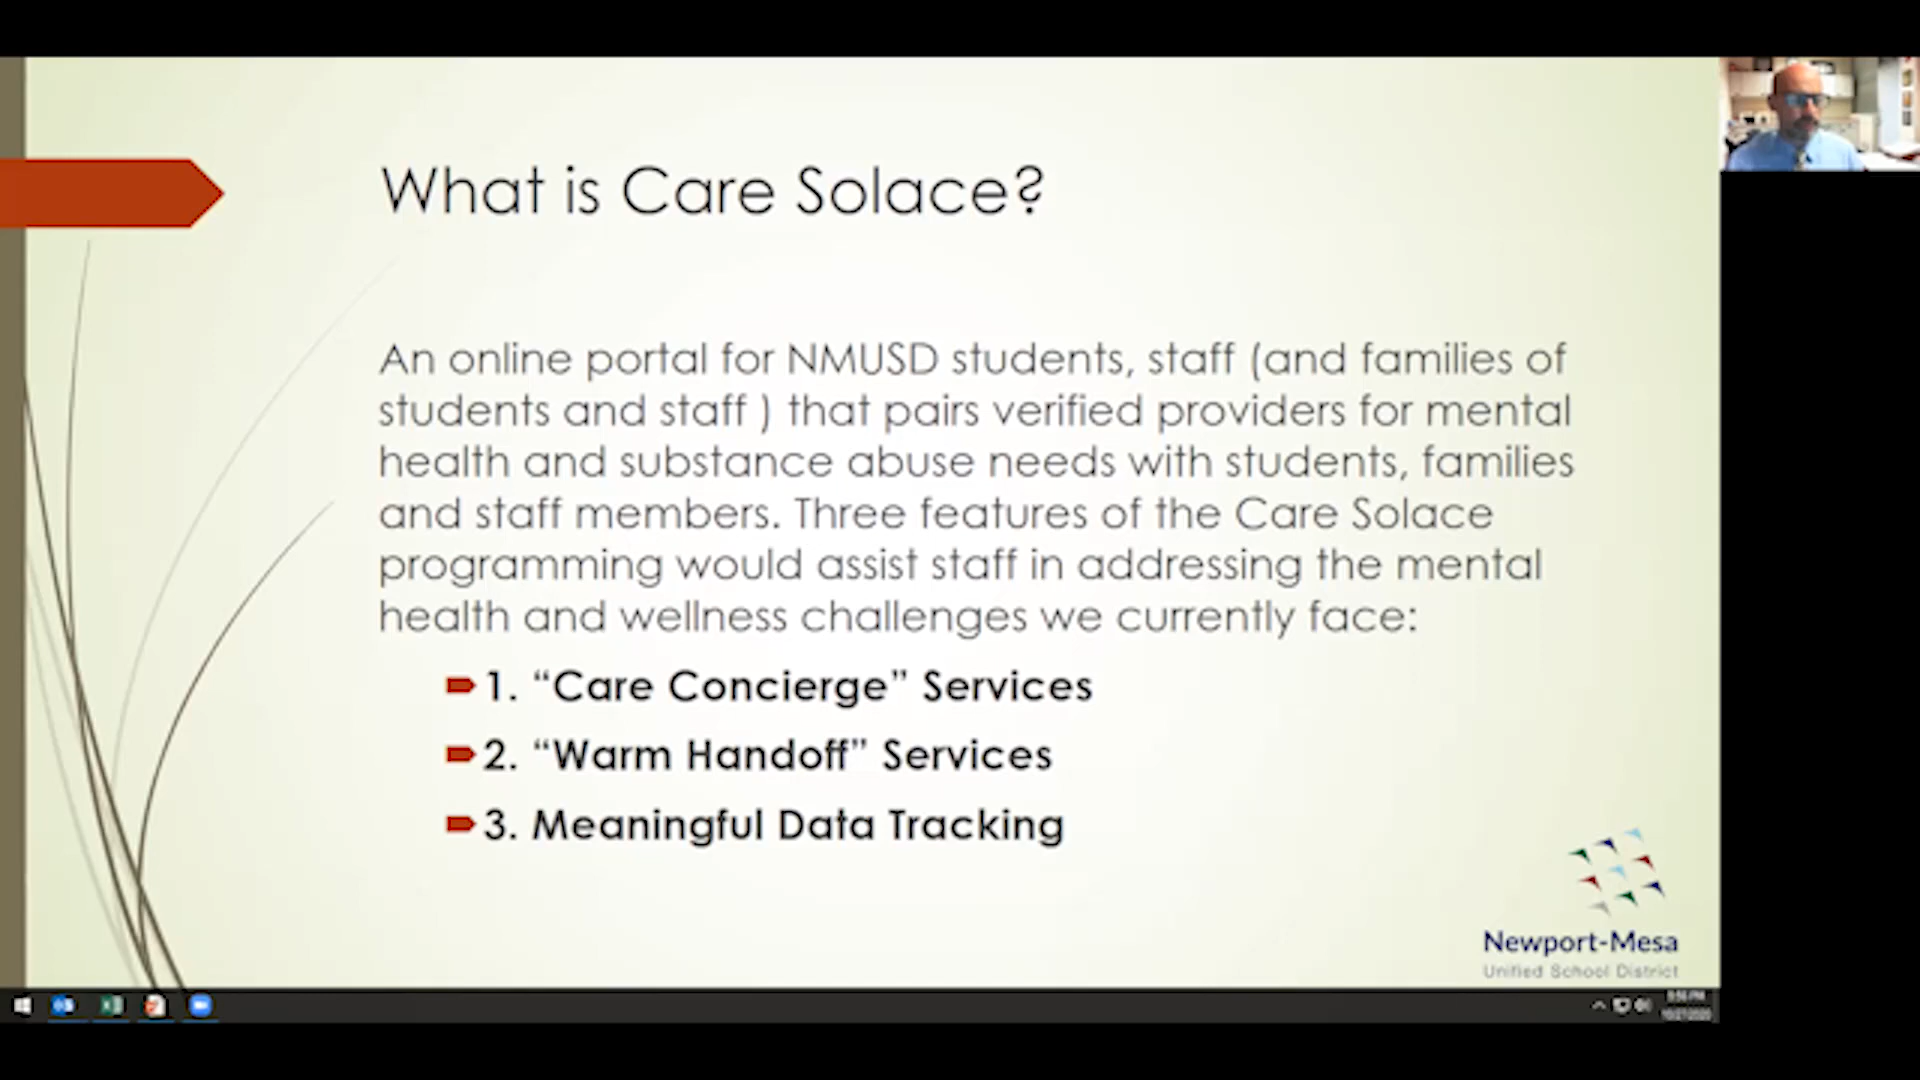 What is Care Solace?
An online portal for NMUSD students, staff (and families of
students and staff ) that pairs verified providers for mental
health and substance abuse needs with students, families
and staff members. Three features of the Care Solace
programming would assist staff in addressing the mental
health and wellness challenges we currently face:
1. “Care Concierge” Services
2. “Warm Handoff” Services
3. Meaningful Data Tracking
Newport-Mesa
Unified School District